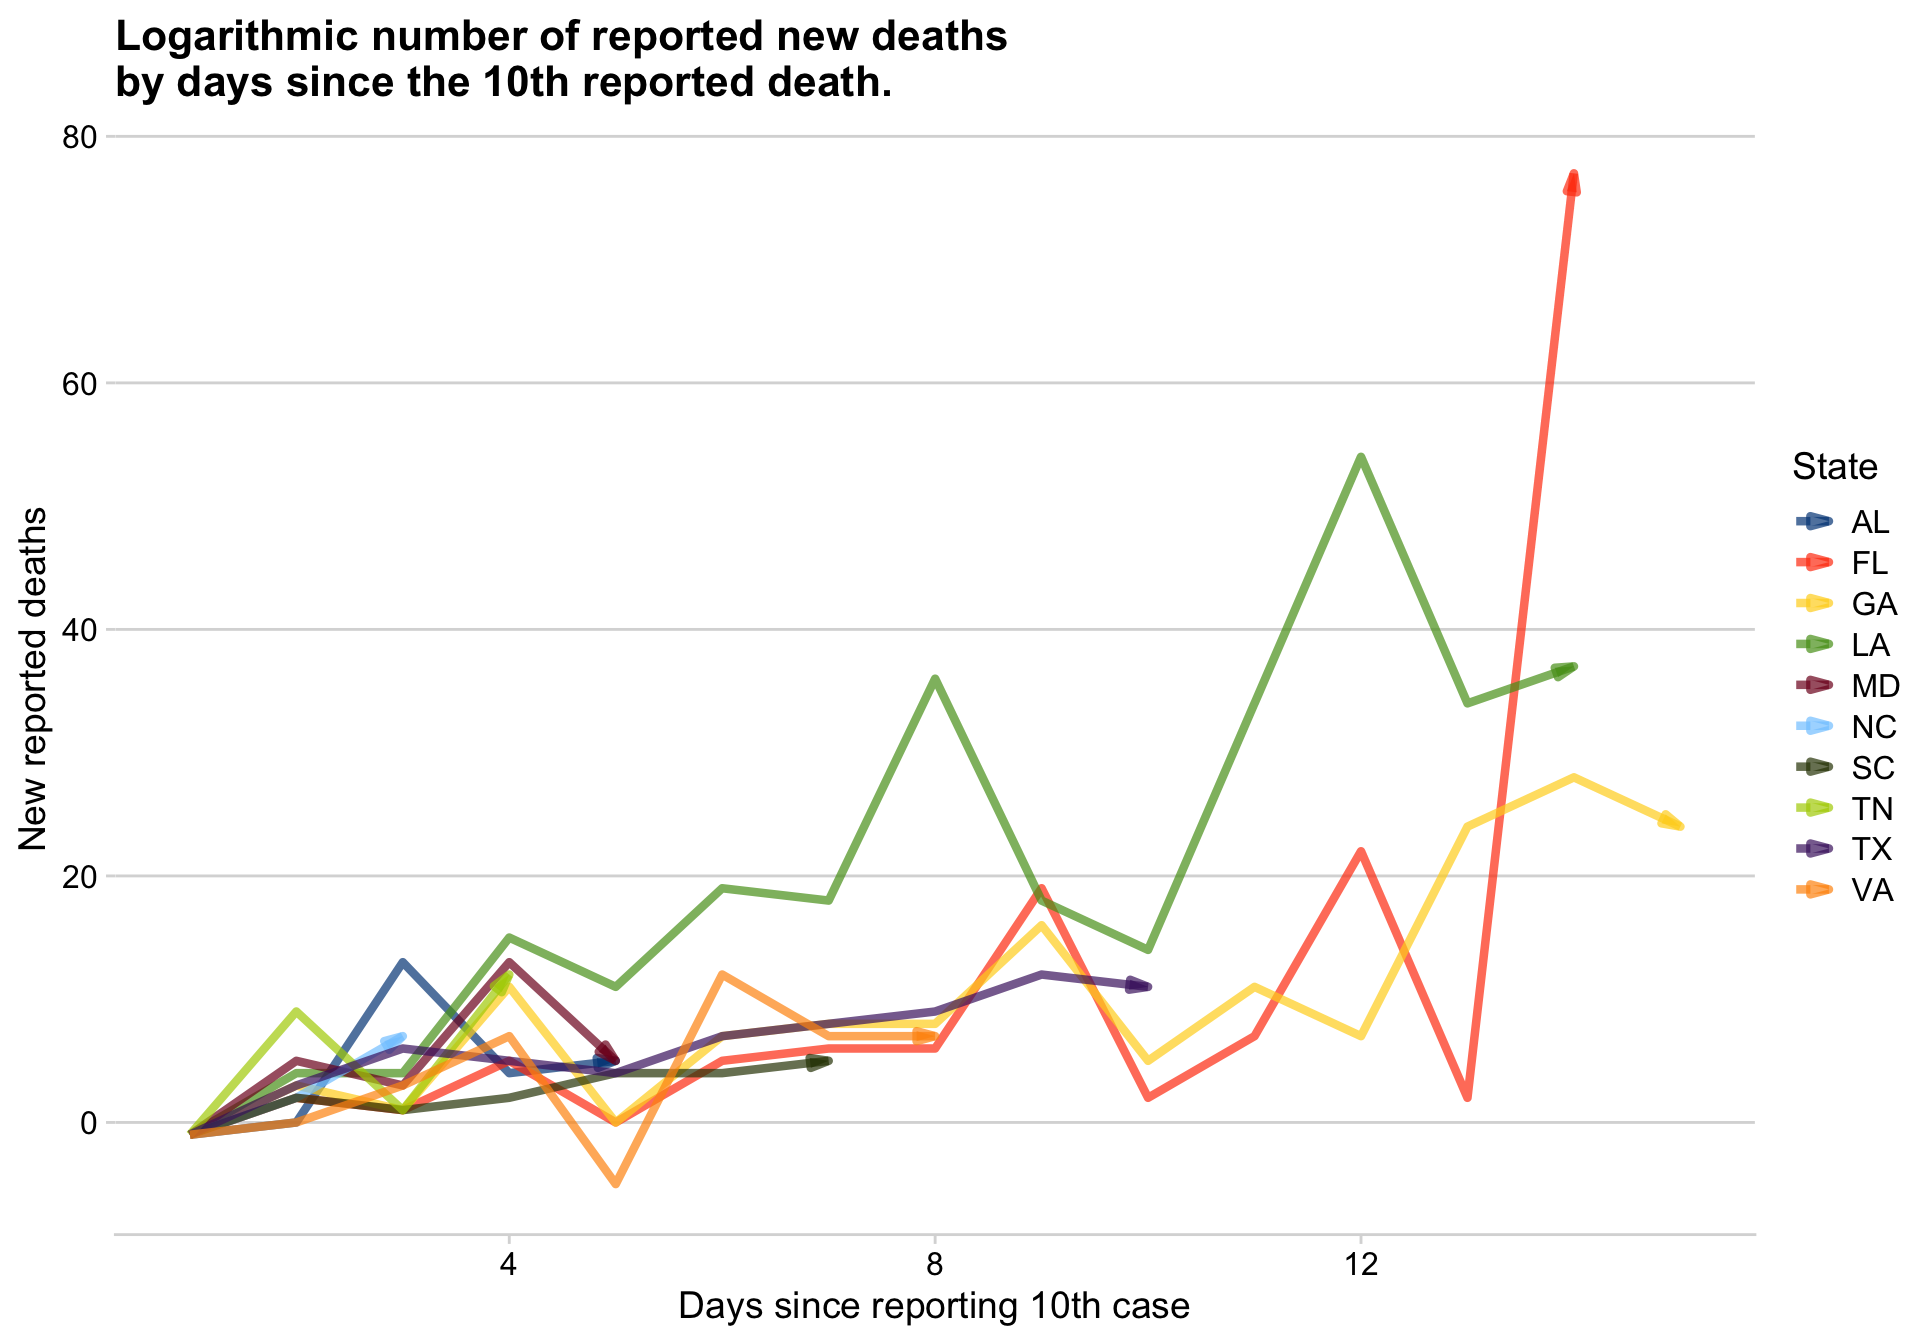 Logarithmic number of reported new deaths
by days since the 10th reported death.
80
60
40
20
0
New reported deaths
4
8
12
Days since reporting 10th case
State
AL
FL
GA
LA
MD
NC
SC
TN
TX
VA